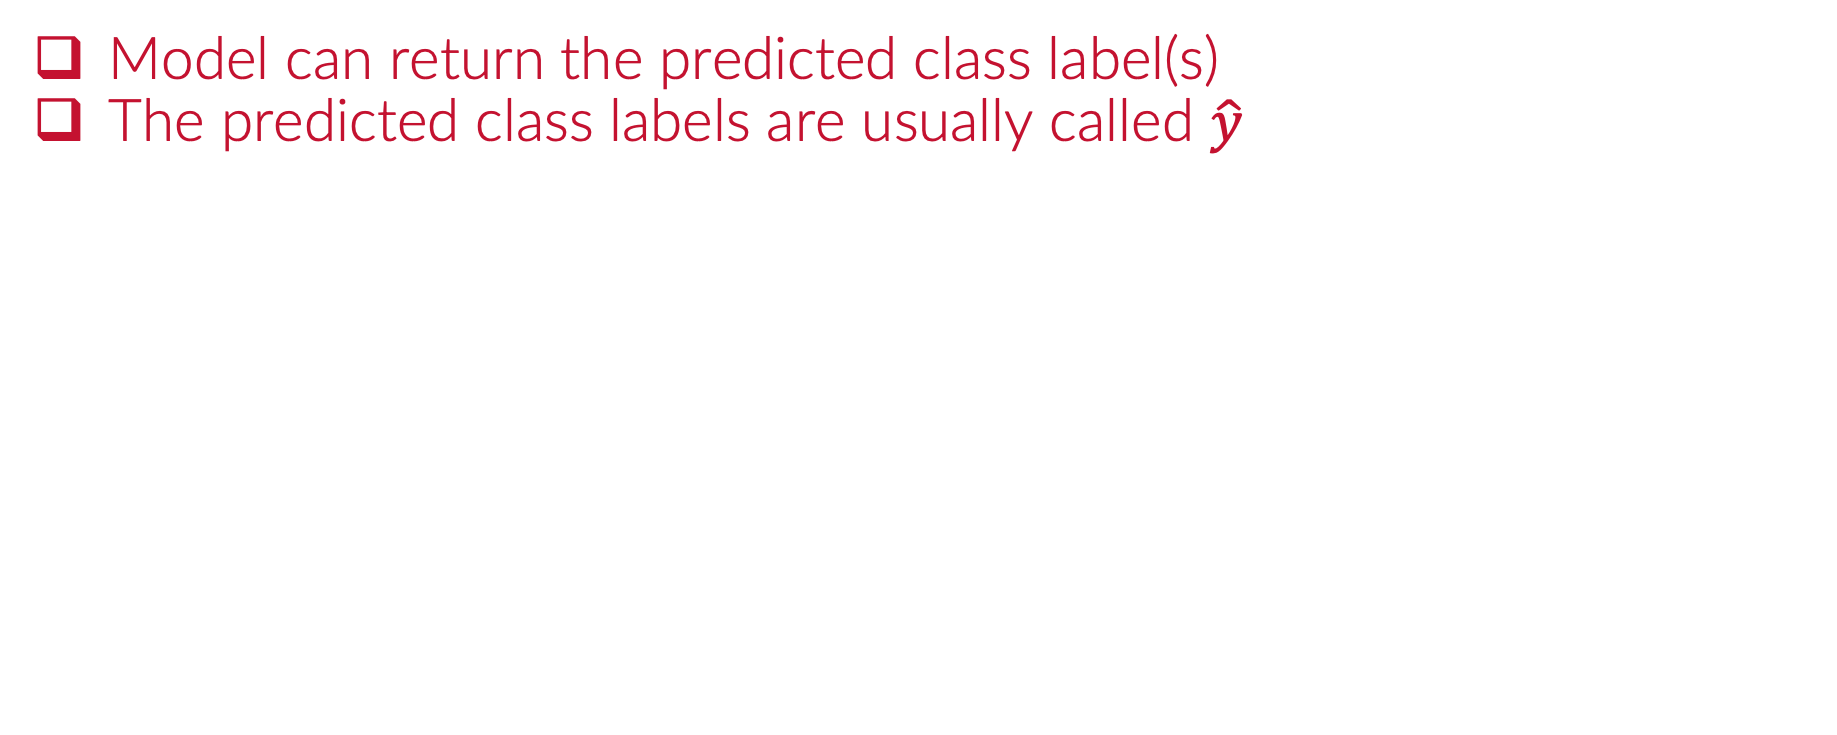 ❑ Model can return the predicted class label(s)
❑ The predicted class labels are usually called ŷ